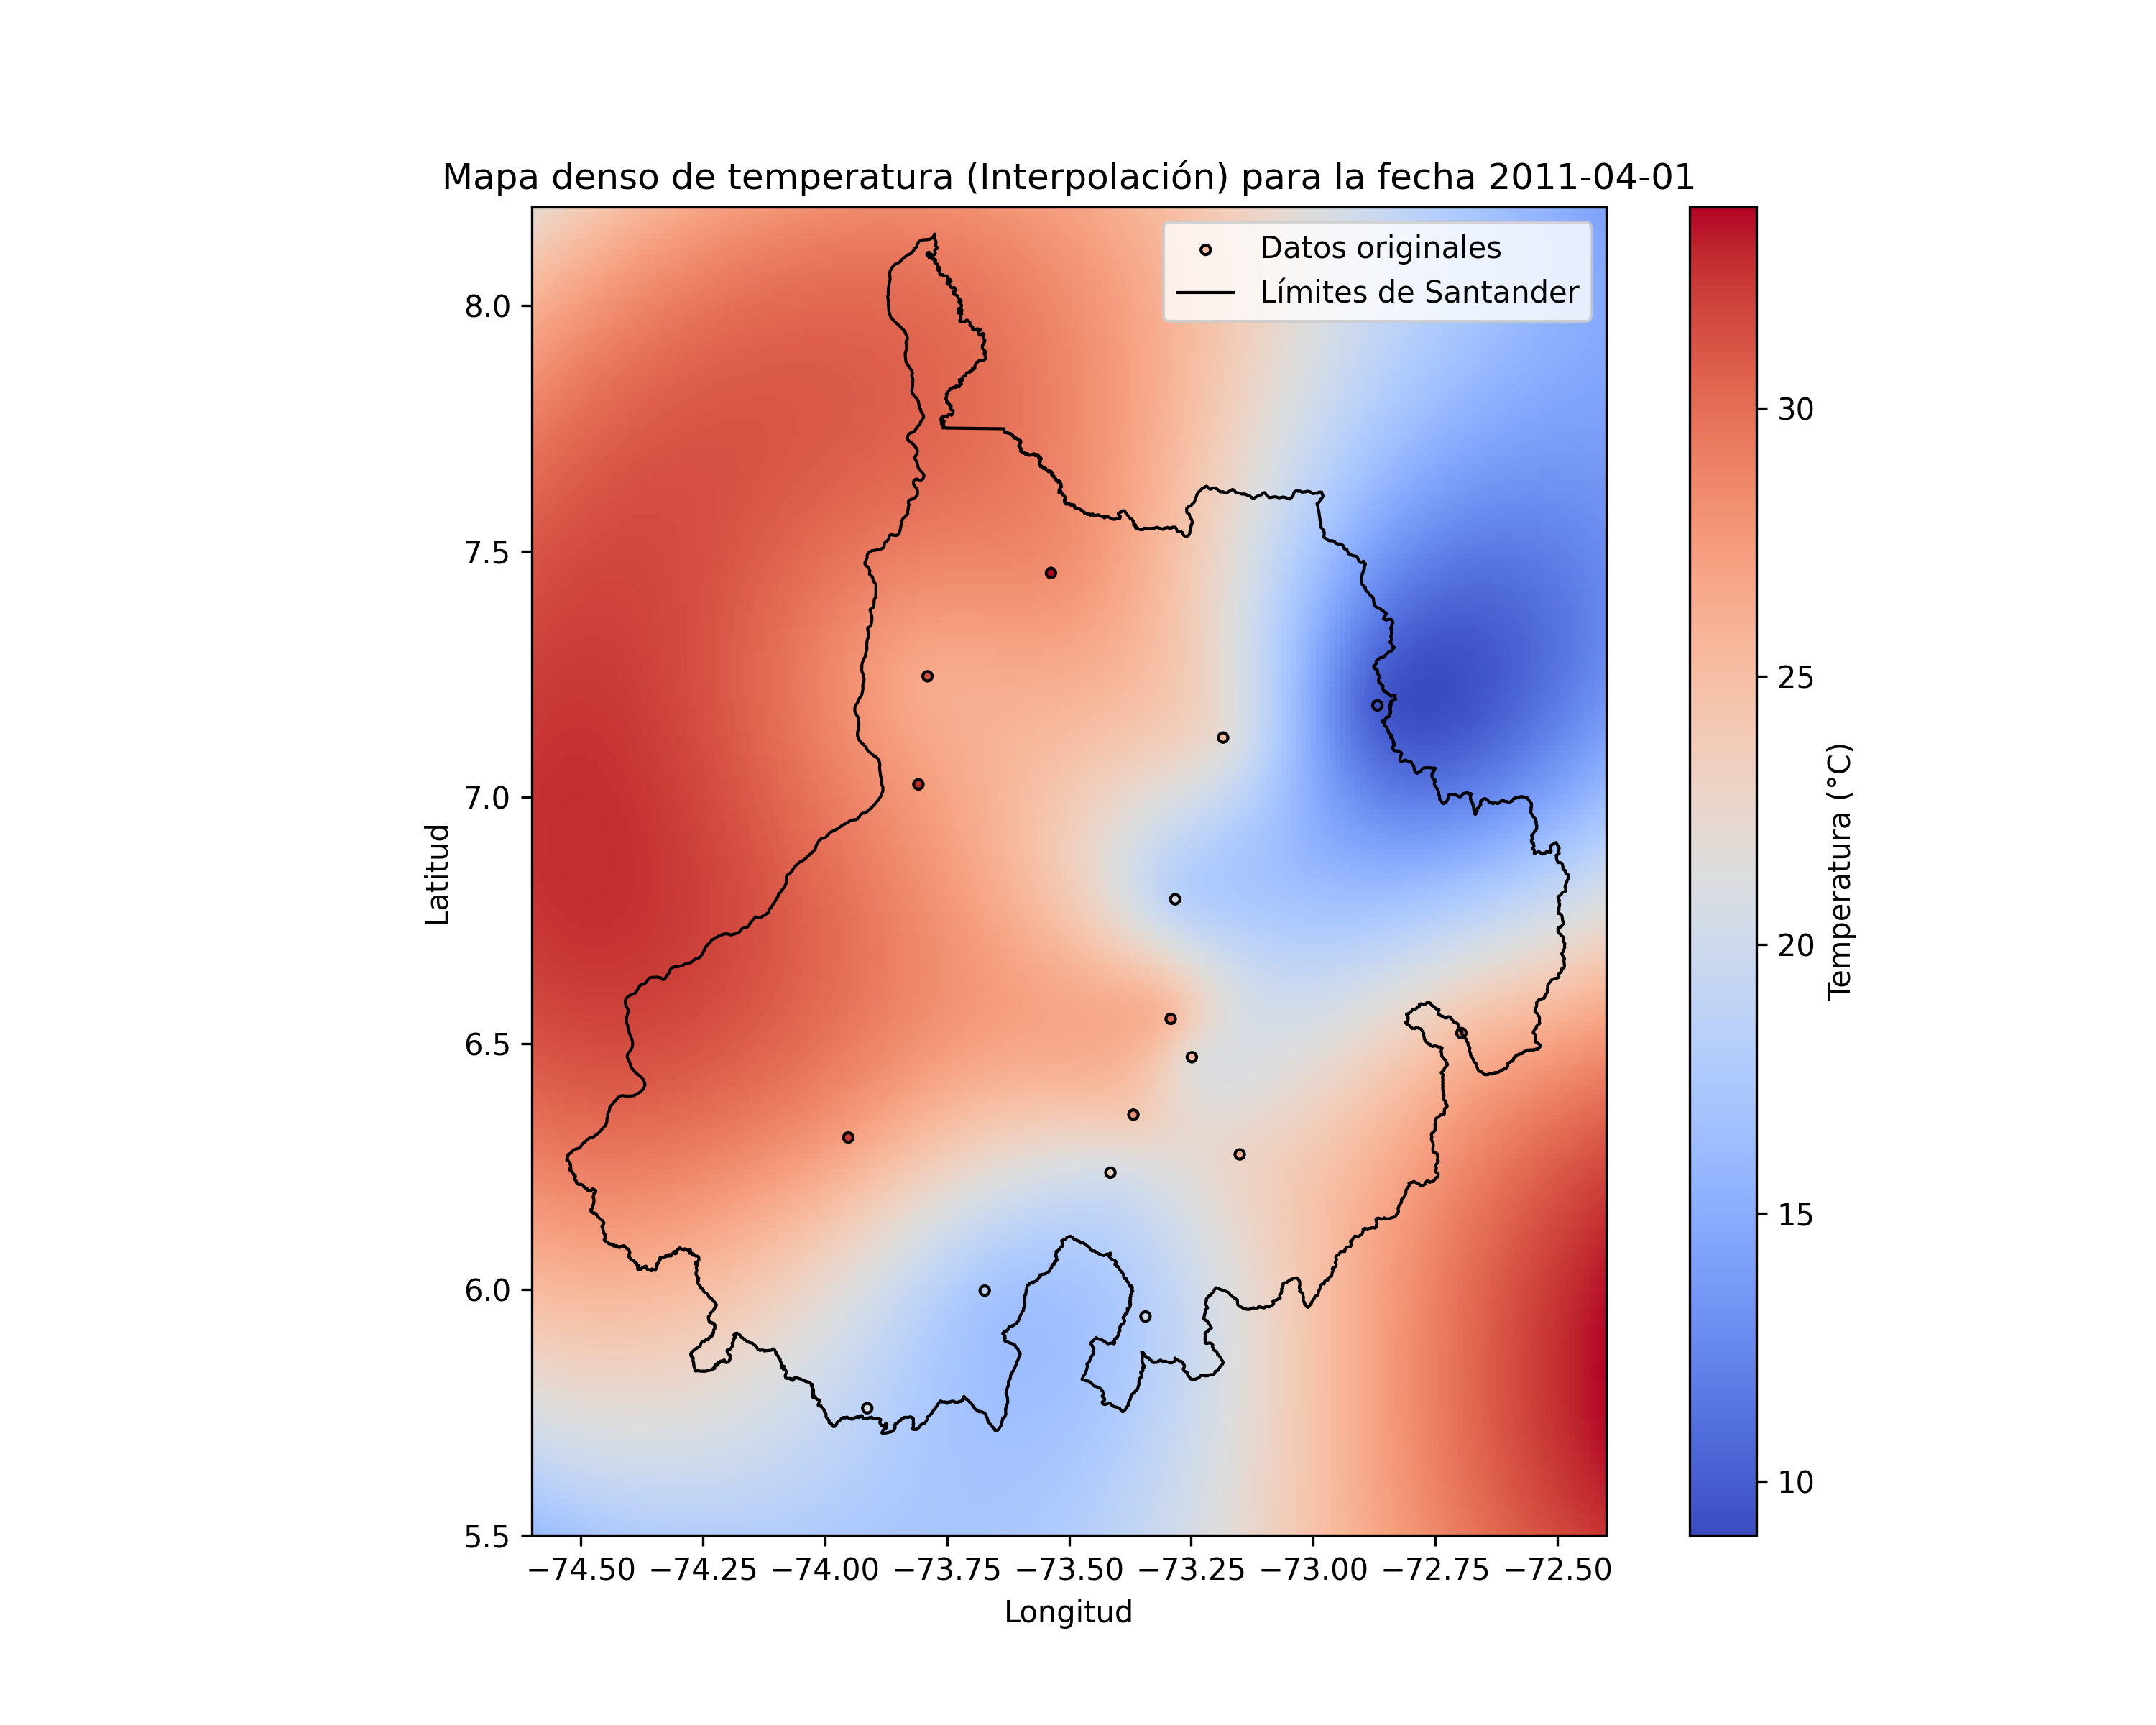 Mapa denso de temperatura (Interpolación) para la fecha 2011-04-01
Datos originales
Límites de Santander
8.0
7.5
7.0
6.5
6.0
5.5
Latitud
−74.50 −74.25 −74.00 −73.75 −73.50 −73.25 −73.00 −72.75 −72.50
Longitud
30
25
20
15
10
Temperatura (°C)